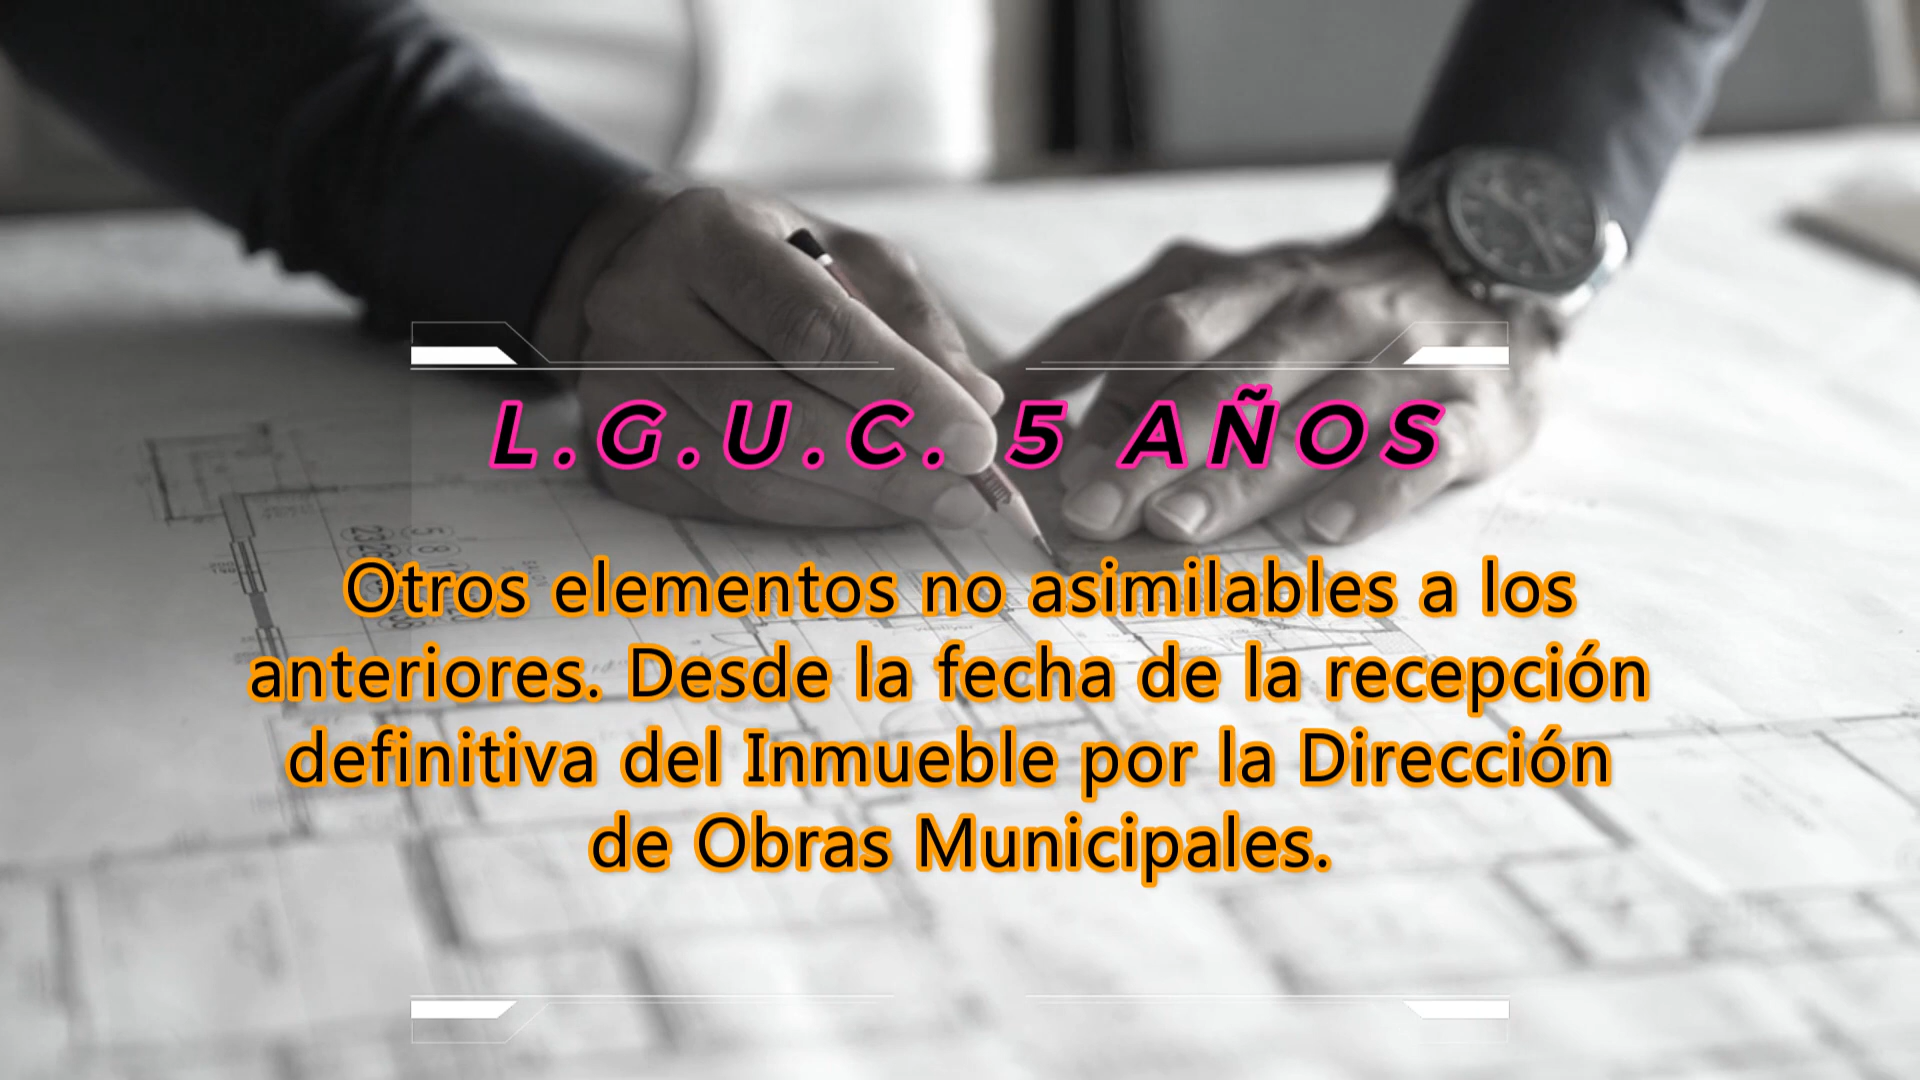 L.G.U.C. 5 AÑOS
Otros elementos no asimilables a los
anteriores. Desde la fecha de la recepción
definitiva del Inmueble por la Dirección
de Obras Municipales.